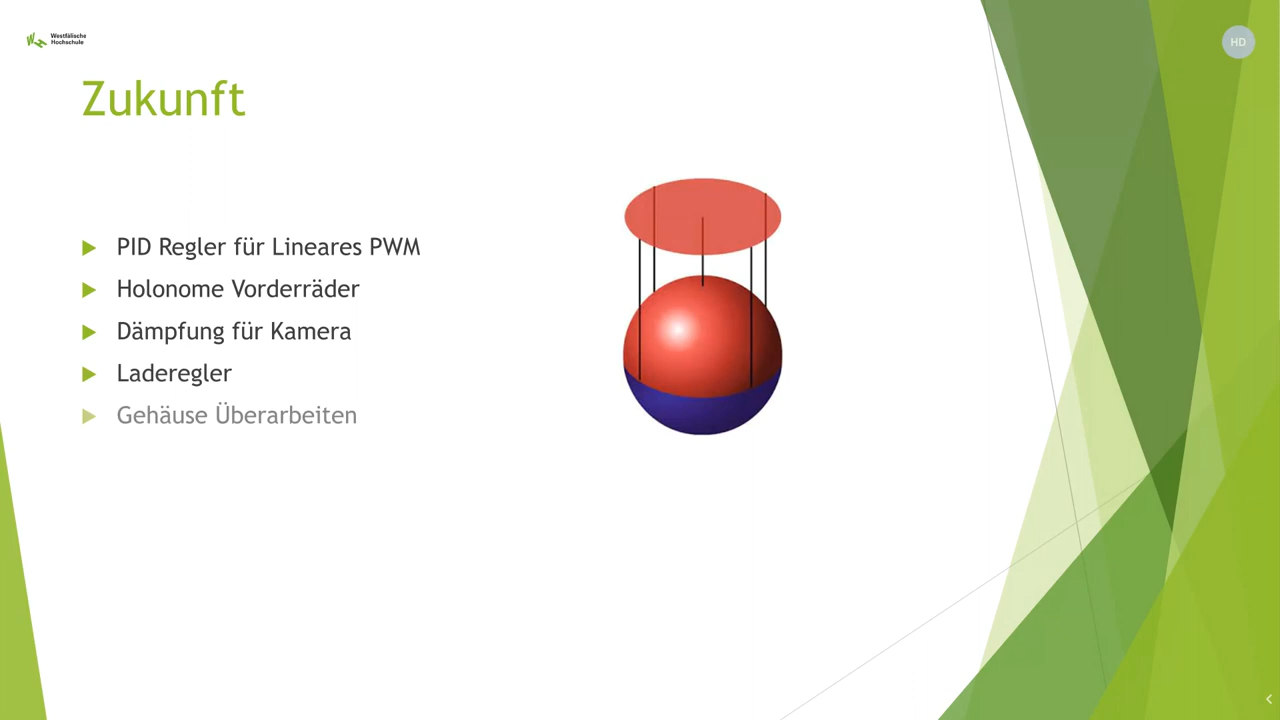 Westfälische
Hochschule
HD
Zukunft
PID Regler für Lineares PWM
Holonome Vorderräder
Dämpfung für Kamera
Laderegler
Gehäuse Überarbeiten